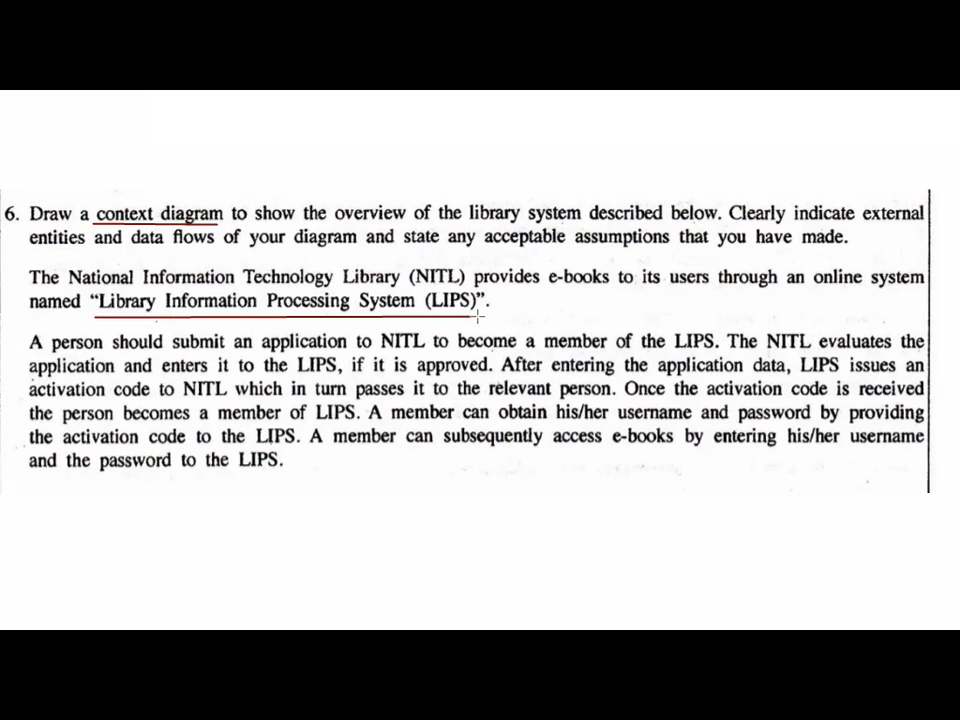 6. Draw a context diagram to show the overview of the library system described below. Clearly indicate external
entities and data flows of your diagram and state any acceptable assumptions that you have made.
The National Information Technology Library (NITL) provides e-books to its users through an online system
named “Library Information Processing System (LIPS)”.
A person should submit an application to NITL to become a member of the LIPS. The NITL evaluates the
application and enters it to the LIPS, if it is approved. After entering the application data, LIPS issues an
activation code to NITL which in turn passes it to the relevant person. Once the activation code is received
the person becomes a member of LIPS. A member can obtain his/her username and password by providing
the activation code to the LIPS. A member can subsequently access e-books by entering his/her username
and the password to the LIPS.